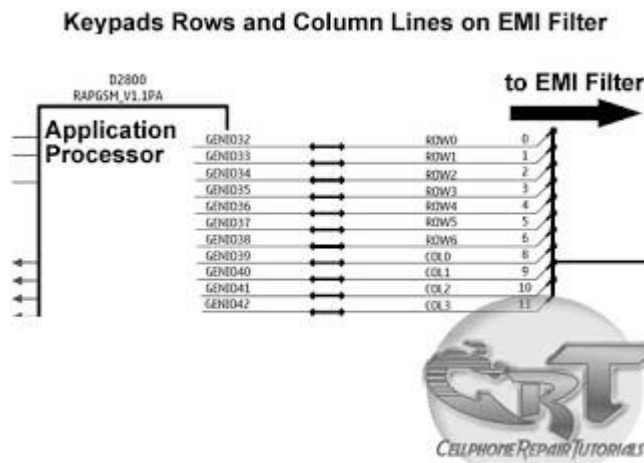 Keypads Rows and Column Lines on EMI Filter
D2800
RAPGSM_V1.1PA
to EMI Filter
Application
Processor
GENIO32 ROW0 0
GENIO33 ROW1 1
GENIO34 ROW2 2
GENIO35 ROW3 3
GENIO36 ROW4 4
GENIO37 ROW5 5
GENIO38 ROW6 6
GENIO39 COL0 8
GENIO40 COL1 9
GENIO41 COL2 10
GENIO42 COL3 11
CRT
CELLPHONE REPAIR TUTORIALS